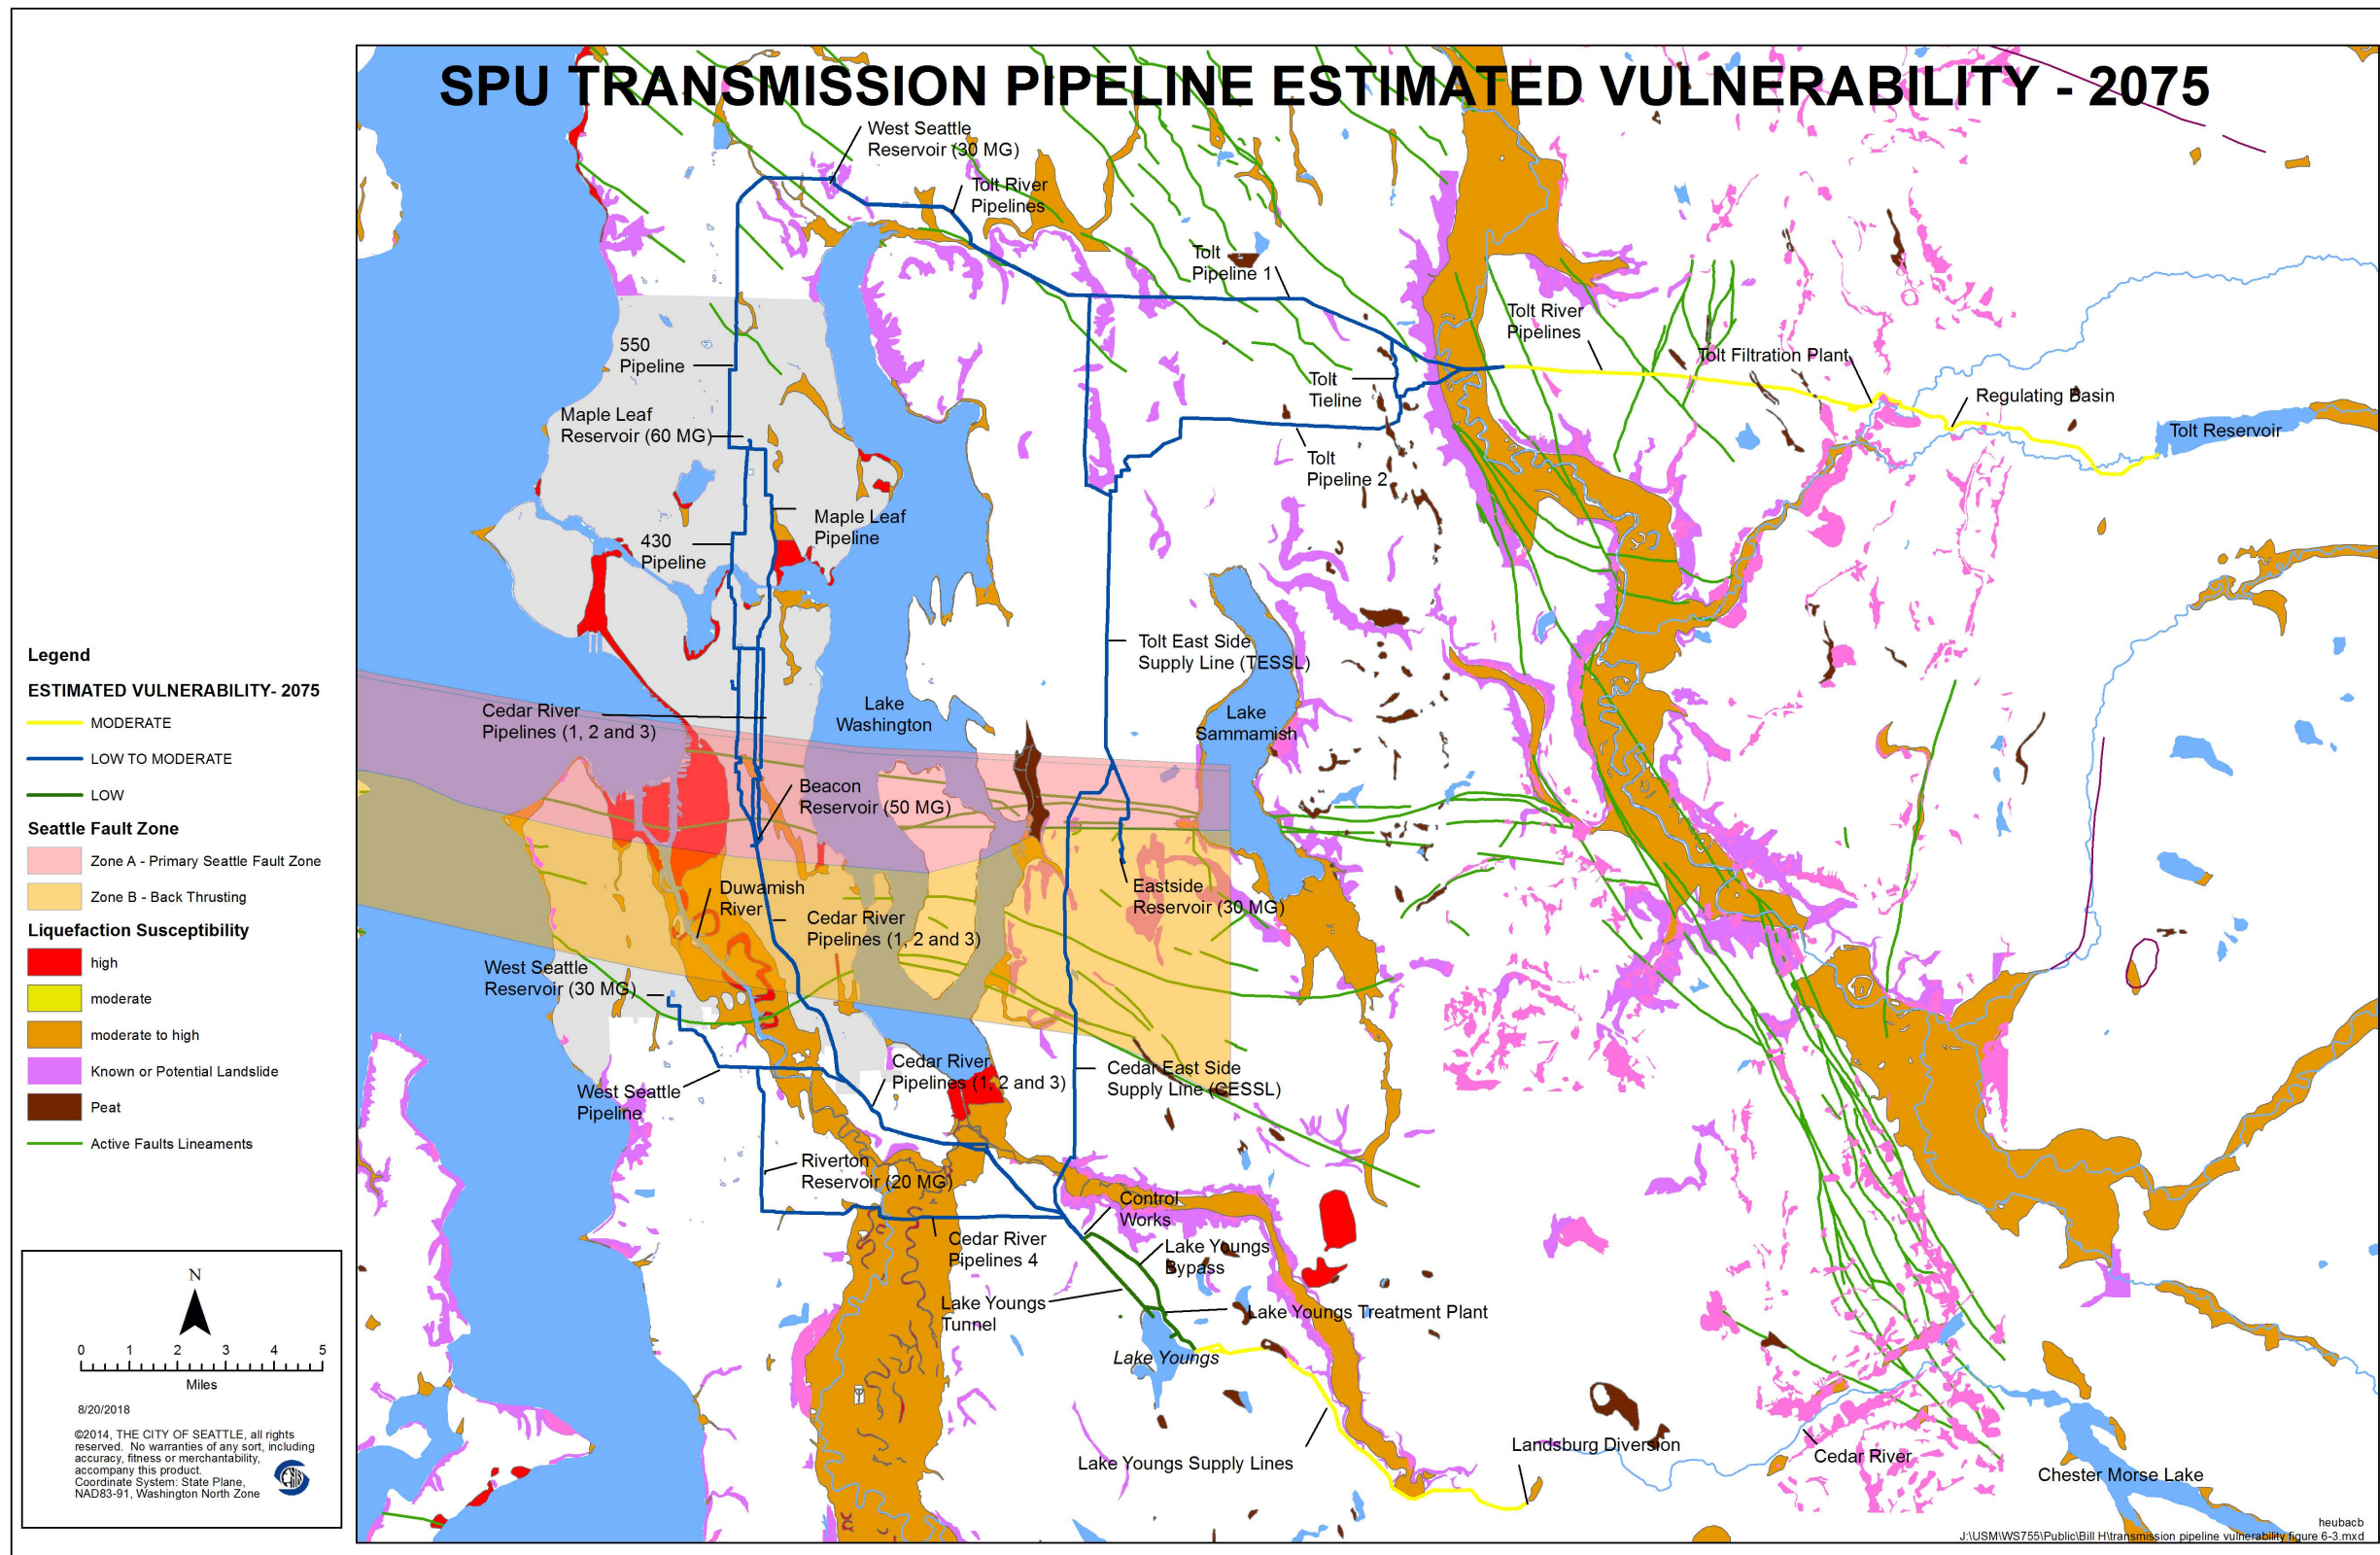 SPU TRANSMISSION PIPELINE ESTIMATED VULNERABILITY - 2075
West Seattle
Reservoir (30 MG)
Tolt River
Pipelines
Tolt
Pipeline 1
Tolt River
Pipelines
Tolt Filtration Plant
Regulating Basin
Tolt Reservoir
550
Pipeline
Tolt
Tieline
Maple Leaf
Reservoir (60 MG)
Tolt
Pipeline 2
Maple Leaf
Pipeline
430
Pipeline
Tolt East Side
Supply Line (TESSL)
Cedar River
Pipelines (1, 2 and 3)
Lake
Washington
Lake
Sammamish
Beacon
Reservoir (50 MG)
Duwamish
River
Eastside
Reservoir (30 MG)
Cedar River
Pipelines (1, 2 and 3)
West Seattle
Reservoir (30 MG)
Cedar River
Pipelines (1, 2 and 3)
Cedar East Side
Supply Line (CESSL)
West Seattle
Pipeline
Riverton
Reservoir (20 MG)
Control
Works
Cedar River
Pipelines 4
Lake Youngs
Bypass
Lake Youngs
Tunnel
Lake Youngs Treatment Plant
Lake Youngs
Lake Youngs Supply Lines
Landsburg Diversion
Cedar River
Chester Morse Lake
Legend
ESTIMATED VULNERABILITY- 2075
MODERATE
LOW TO MODERATE
LOW
Seattle Fault Zone
Zone A - Primary Seattle Fault Zone
Zone B - Back Thrusting
Liquefaction Susceptibility
high
moderate
moderate to high
Known or Potential Landslide
Peat
Active Faults Lineaments
N
0 1 2 3 4 5
Miles
8/20/2018
©2014, THE CITY OF SEATTLE, all rights
reserved. No warranties of any sort, including
accuracy, fitness or merchantability,
accompany this product.
Coordinate System: State Plane,
NAD83-91, Washington North Zone
heubacb
J:\USM\WS755\Public\Bill H\transmission pipeline vulnerability figure 6-3.mxd